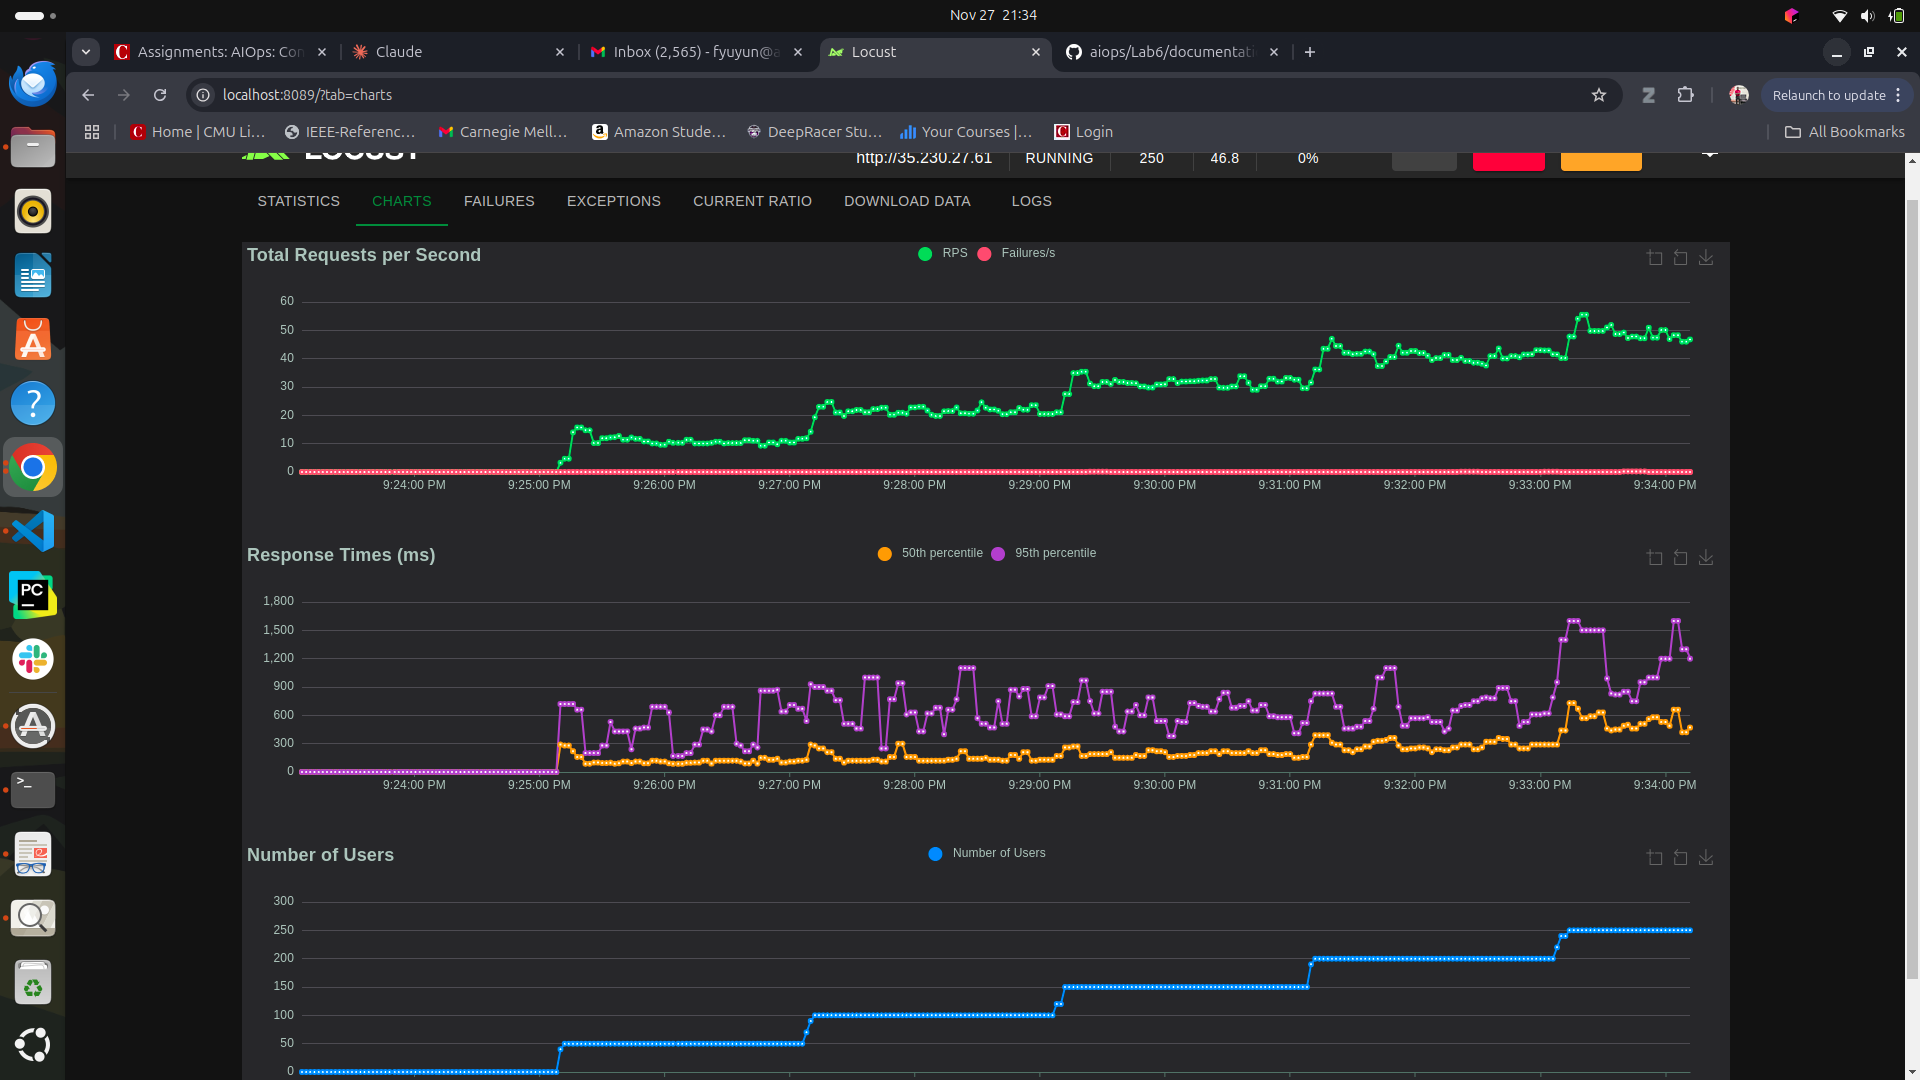 Nov 27 21:34
Assignments: AIOps: Con
Claude
Inbox (2,565) - fyuyun@a
Locust
aiops/Lab6/documentati
localhost:8089/?tab=charts
Relaunch to update
Home | CMU Li...
IEEE-Referenc...
Carnegie Mell...
Amazon Stude...
DeepRacer Stu...
Your Courses |...
Login
All Bookmarks
LOCUST
http://35.230.27.61
RUNNING
250
46.8
0%
STATISTICS
CHARTS
FAILURES
EXCEPTIONS
CURRENT RATIO
DOWNLOAD DATA
LOGS
Total Requests per Second
RPS
Failures/s
60
50
40
30
20
10
0
9:24:00 PM
9:25:00 PM
9:26:00 PM
9:27:00 PM
9:28:00 PM
9:29:00 PM
9:30:00 PM
9:31:00 PM
9:32:00 PM
9:33:00 PM
9:34:00 PM
Response Times (ms)
50th percentile
95th percentile
1,800
1,500
1,200
900
600
300
0
9:24:00 PM
9:25:00 PM
9:26:00 PM
9:27:00 PM
9:28:00 PM
9:29:00 PM
9:30:00 PM
9:31:00 PM
9:32:00 PM
9:33:00 PM
9:34:00 PM
Number of Users
Number of Users
300
250
200
150
100
50
0
PC